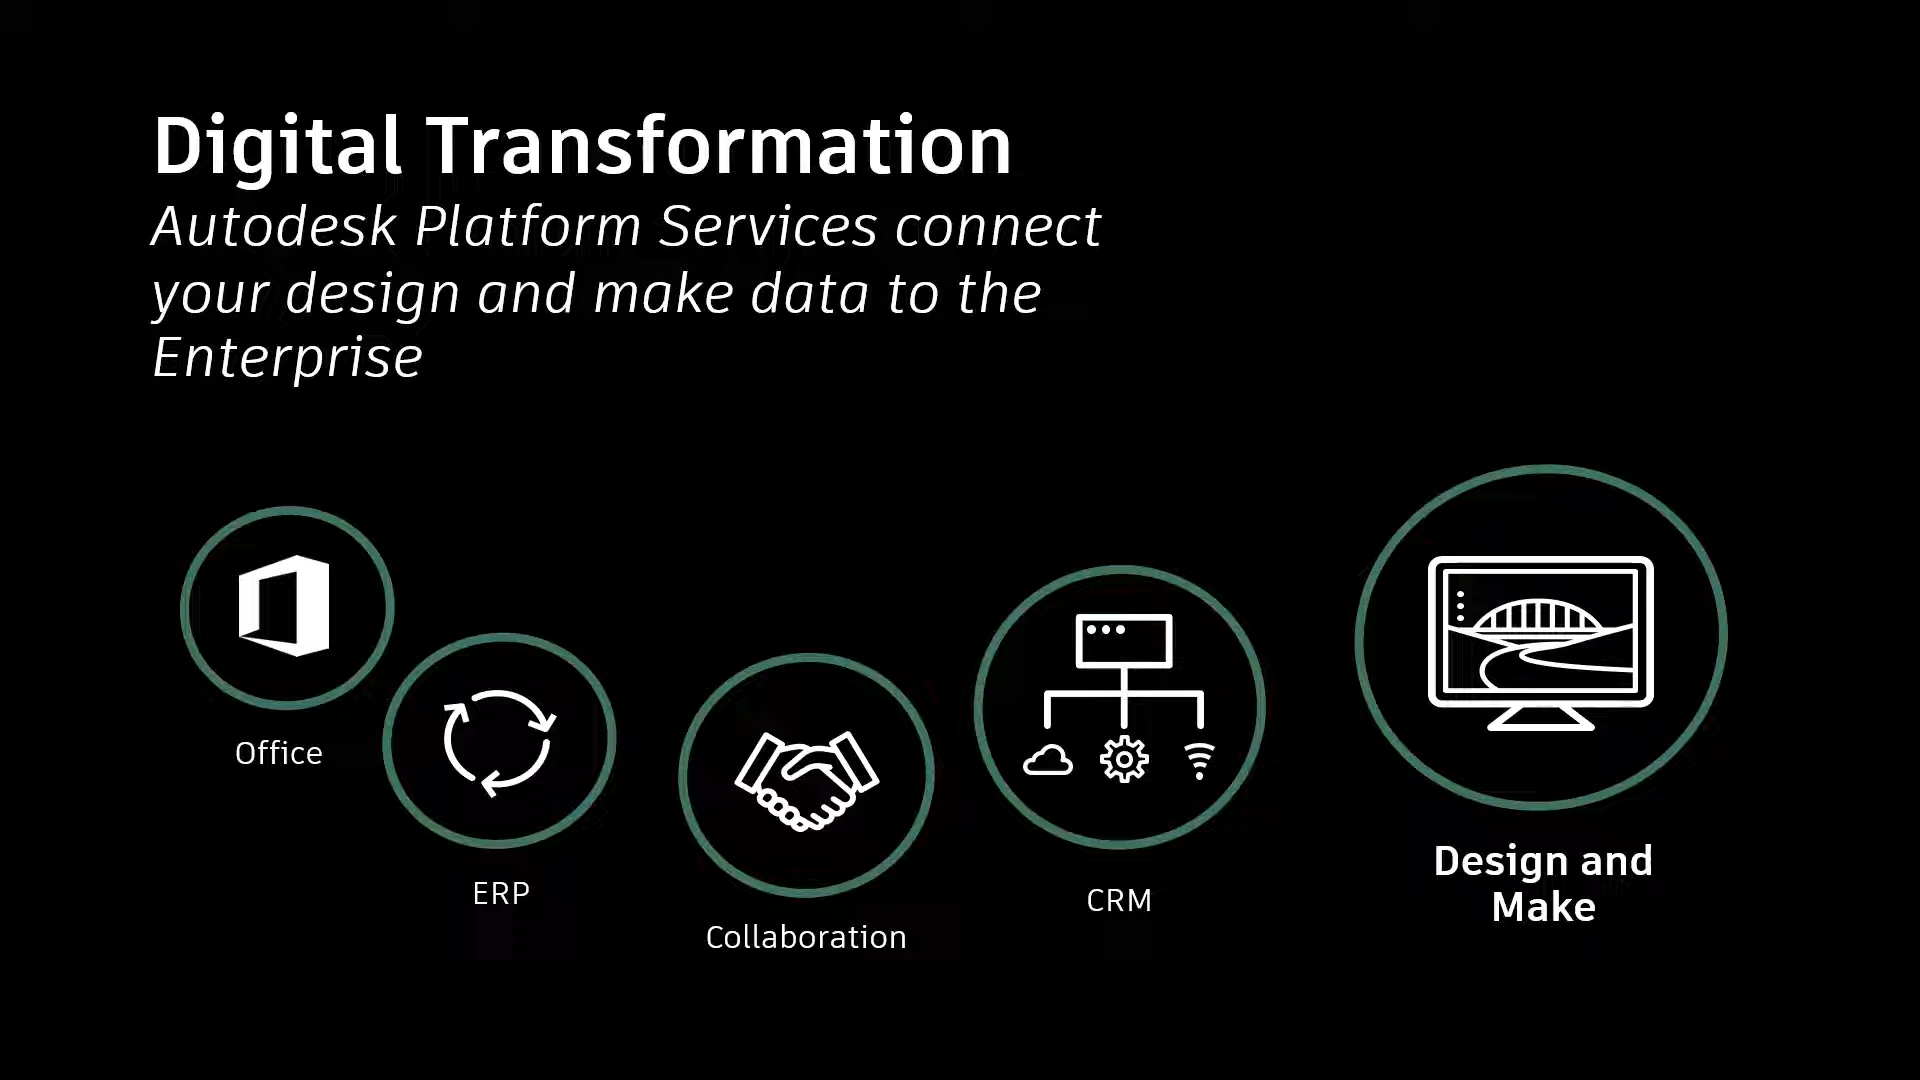 Digital Transformation
Autodesk Platform Services connect
your design and make data to the
Enterprise
Office
ERP
Collaboration
CRM
Design and
Make